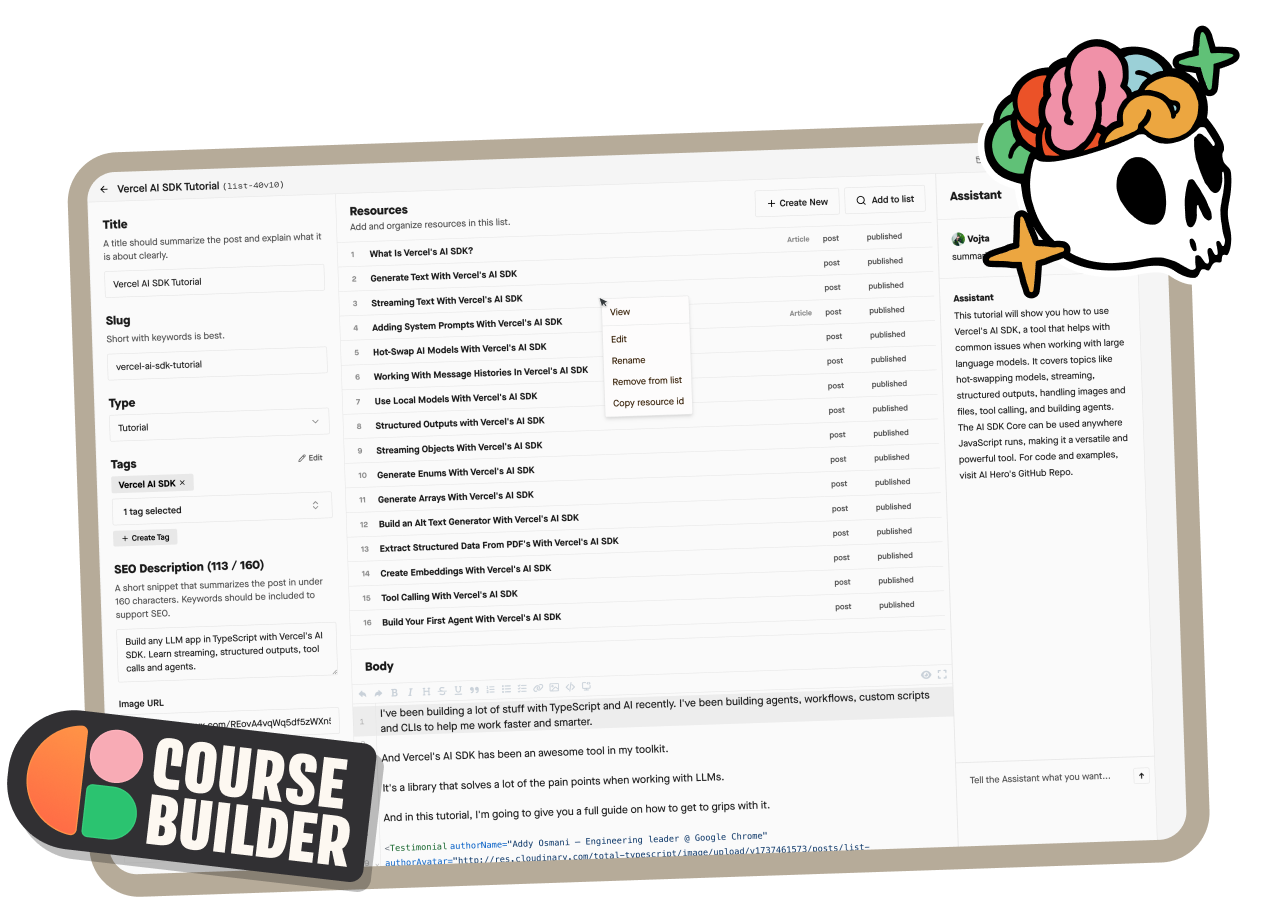 ← Vercel AI SDK Tutorial (list-40v10)
Title
A title should summarize the post and explain what it
is about clearly.
Vercel AI SDK Tutorial
Slug
Short with keywords is best.
vercel-ai-sdk-tutorial
Type
Tutorial
Tags
Edit
Vercel AI SDK ×
1 tag selected
+ Create Tag
SEO Description (113 / 160)
A short snippet that summarizes the post in under
160 characters. Keywords should be included to
support SEO.
Build any LLM app in TypeScript with Vercel's AI
SDK. Learn streaming, structured outputs, tool
calls and agents.
Image URL
.com/REovA4vqWq5df5zWXn
Resources
Add and organize resources in this list.
+ Create New
Add to list
1 What Is Vercel's AI SDK? Article post published
2 Generate Text With Vercel's AI SDK post published
3 Streaming Text With Vercel's AI SDK post published
4 Adding System Prompts With Vercel's AI SDK Article post published
5 Hot-Swap AI Models With Vercel's AI SDK post published
6 Working With Message Histories In Vercel's AI SDK post published
7 Use Local Models With Vercel's AI SDK post published
8 Structured Outputs with Vercel's AI SDK post published
9 Streaming Objects With Vercel's AI SDK post published
10 Generate Enums With Vercel's AI SDK post published
11 Generate Arrays With Vercel's AI SDK post published
12 Build an Alt Text Generator With Vercel's AI SDK post published
13 Extract Structured Data From PDF's With Vercel's AI SDK post published
14 Create Embeddings With Vercel's AI SDK post published
15 Tool Calling With Vercel's AI SDK post published
16 Build Your First Agent With Vercel's AI SDK post published
View
Edit
Rename
Remove from list
Copy resource id
Body
B I H S U
1
I've been building a lot of stuff with TypeScript and AI recently. I've been building agents, workflows, custom scripts
and CLIs to help me work faster and smarter.
And Vercel's AI SDK has been an awesome tool in my toolkit.
It's a library that solves a lot of the pain points when working with LLMs.
And in this tutorial, I'm going to give you a full guide on how to get to grips with it.
<Testimonial authorName="Addy Osmani — Engineering leader @ Google Chrome"
authorAvatar="http://res.cloudinary.com/total-typescript/image/upload/v1737461573/posts/list-
Assistant
Vojta
Assistant
This tutorial will show you how to use
Vercel's AI SDK, a tool that helps with
common issues when working with large
language models. It covers topics like
hot-swapping models, streaming,
structured outputs, handling images and
files, tool calling, and building agents.
The AI SDK Core can be used anywhere
JavaScript runs, making it a versatile and
powerful tool. For code and examples,
visit AI Hero's GitHub Repo.
Tell the Assistant what you want...
COURSE
BUILDER